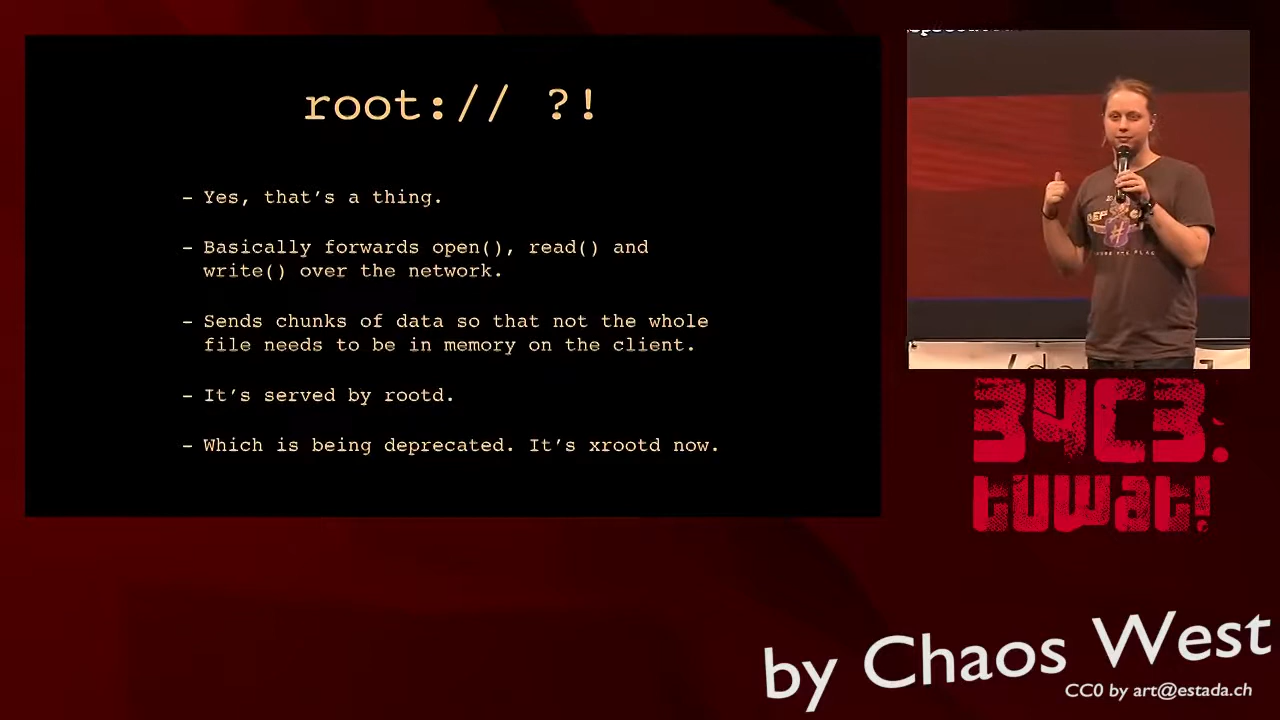 root:// ?!
– Yes, that’s a thing.
– Basically forwards open(), read() and
write() over the network.
– Sends chunks of data so that not the whole
file needs to be in memory on the client.
– It’s served by rootd.
– Which is being deprecated. It’s xrootd now.
34C3.
tuwat!
by Chaos West
CC0 by art@estada.ch